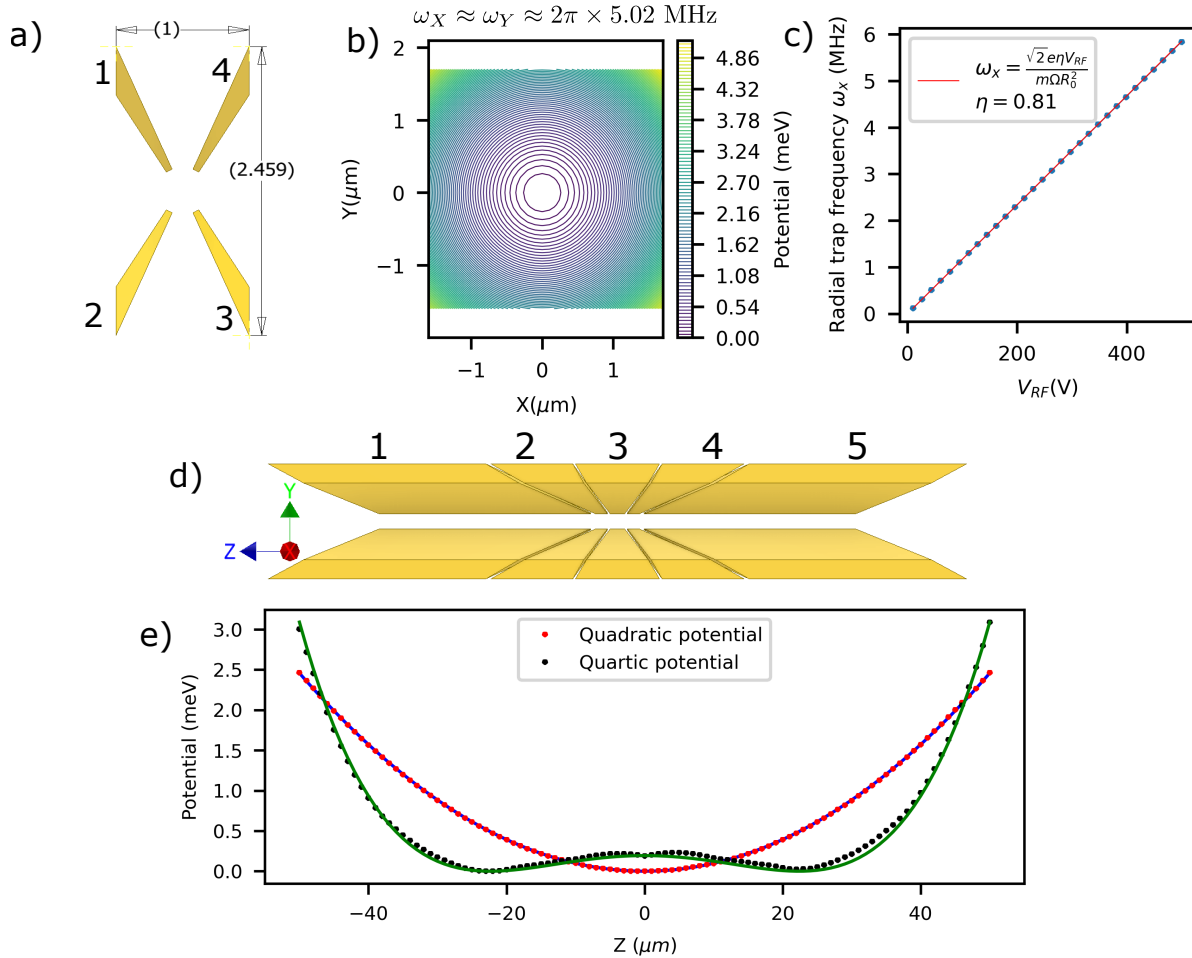 a)
(1)
1
4
(2.459)
2
3
ω_X ≈ ω_Y ≈ 2π × 5.02 MHz
b)
2
1
0
−1
Y(μm)
−1
0
1
X(μm)
4.86
4.32
3.78
3.24
2.70
2.16
1.62
1.08
0.54
0.00
Potential (meV)
c)
6
5
4
3
2
1
0
Radial trap frequency ω_x (MHz)
ω_x = √2eηV_RF / mΩR_0^2
η = 0.81
0
200
400
V_RF(V)
d)
1
2
3
4
5
Y
Z
X
e)
3.0
2.5
2.0
1.5
1.0
0.5
0.0
Potential (meV)
Quadratic potential
Quartic potential
−40
−20
0
20
40
Z (μm)